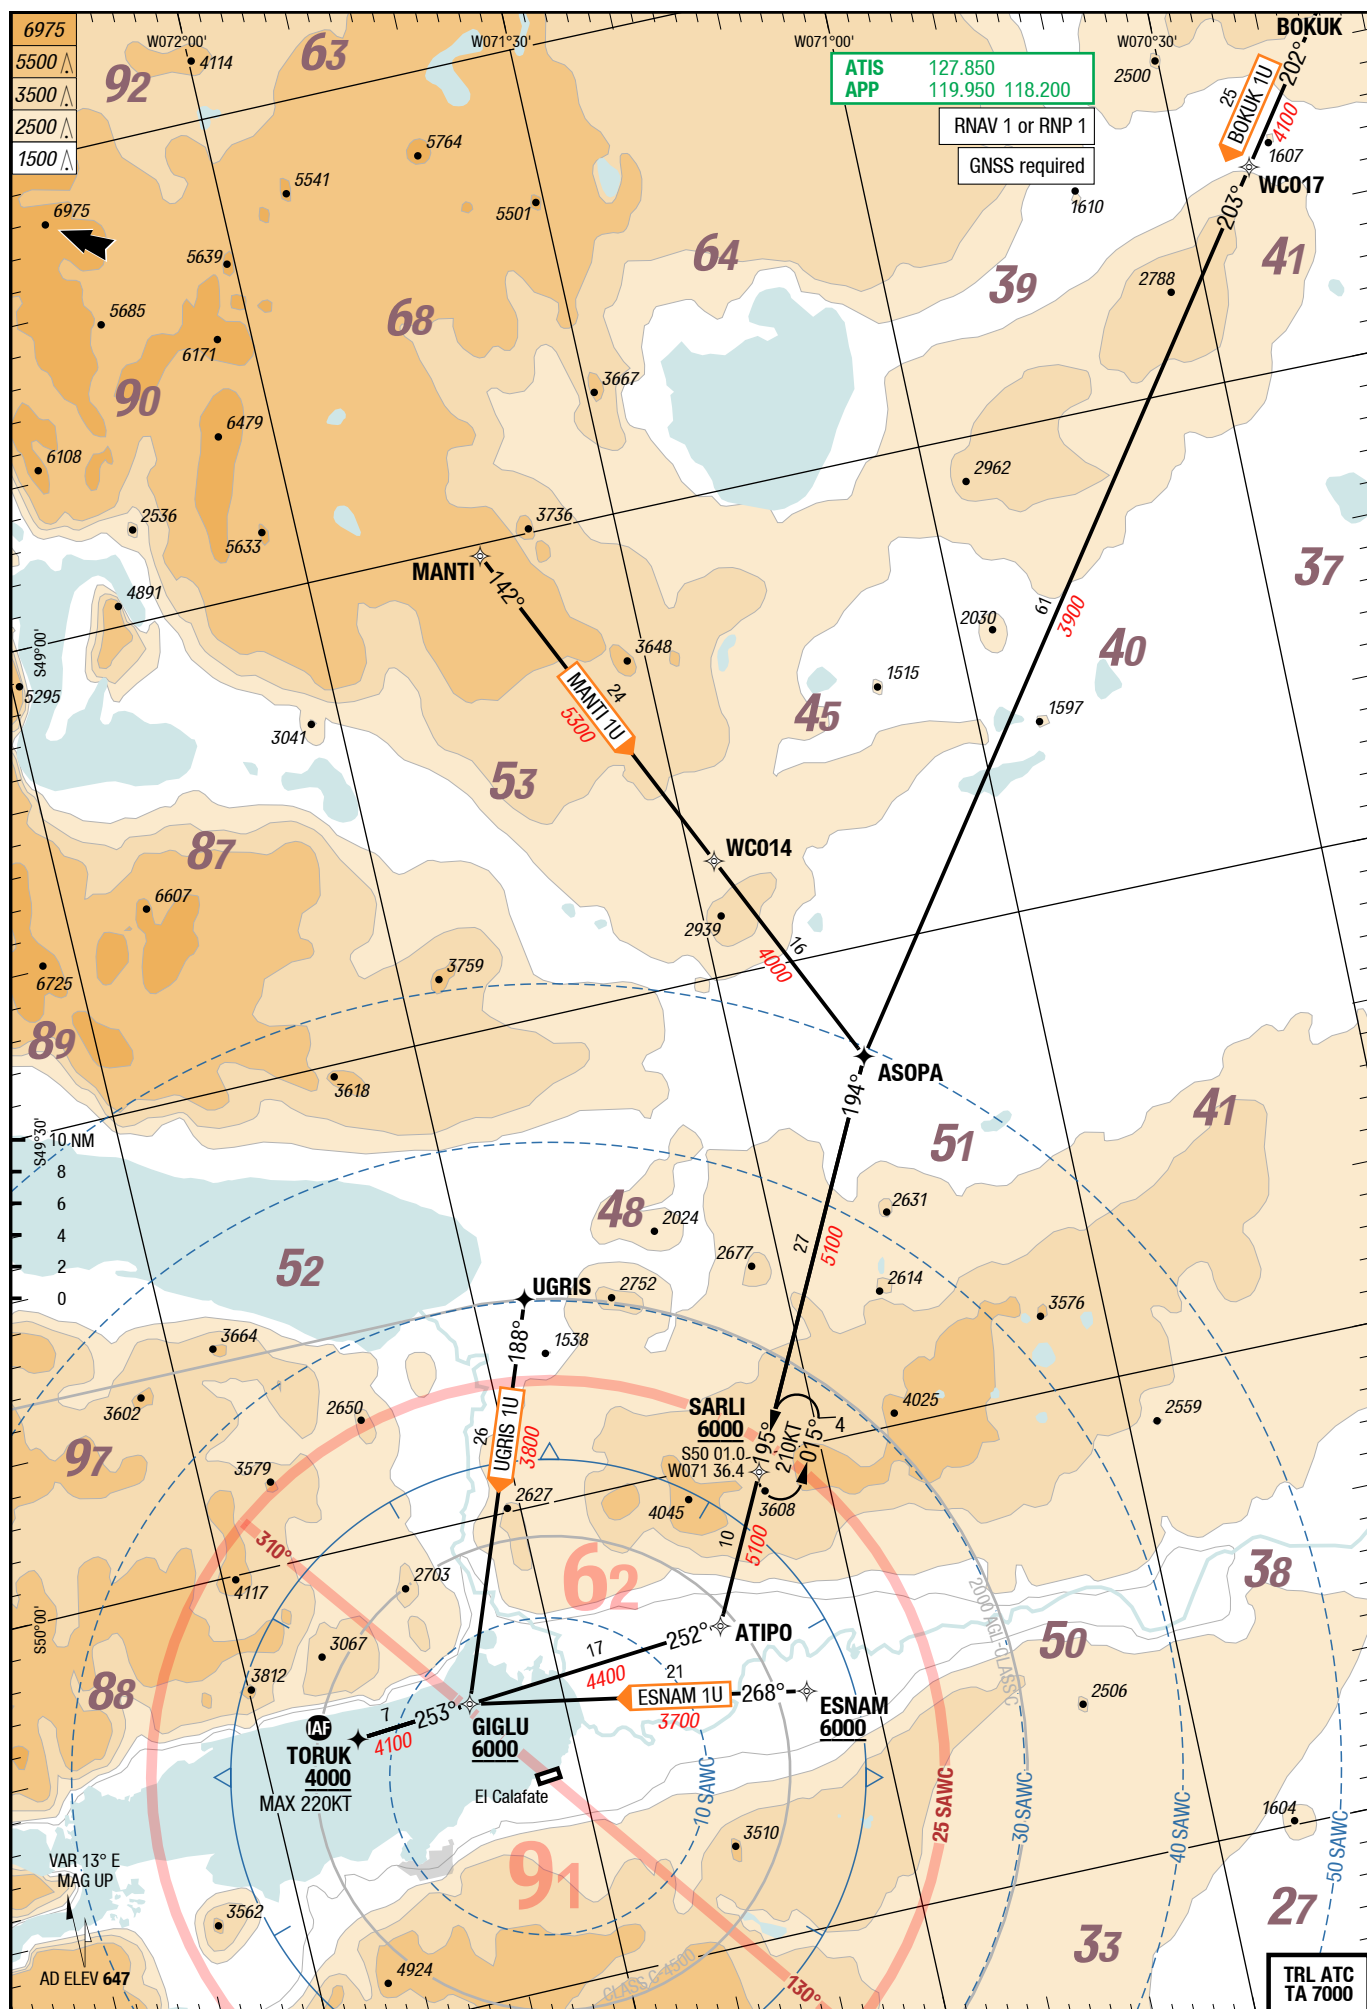 6975
5500
3500
2500
1500
W072°00'
W071°30'
W071°00'
W070°30'
BOKUK
202°
25
BOKUK 1U
4100
ATIS 127.850
APP 119.950 118.200
RNAV 1 or RNP 1
GNSS required
92
63
4114
2500
5764
1607
WC017
203°
5541
5501
1610
6975
64
39
41
5639
2788
5685
68
6171
90
3667
6479
6108
2962
2536
3736
5633
37
MANTI
142°
4891
2030
61
3900
S49°00'
3648
40
5295
24
MANTI 1U
5300
1515
45
1597
3041
53
87
WC014
6607
2939
16
4000
6725
3759
89
ASOPA
3618
194°
41
S49°30'
10 NM
8
6
4
2
0
51
48
2024
2631
27
5100
52
2677
2614
UGRIS
2752
3576
188°
3664
1538
3602
2650
26
UGRIS 1U
3800
SARLI
6000
S50 01.0
W071 36.4
195°
210KT
015°
4
4025
2559
97
3579
2627
4045
3608
310°
10
5100
62
4117
2703
38
2000 AGL-CLASS C
S50°00'
3067
ATIPO
252°
17
4400
50
88
3812
21
ESNAM 1U
3700
268°
ESNAM
6000
2506
IAF
TORUK
4000
MAX 220KT
7
253°
4100
GIGLU
6000
El Calafate
10 SAWC
25 SAWC
30 SAWC
40 SAWC
50 SAWC
1604
3510
91
VAR 13° E
MAG UP
3562
27
33
AD ELEV 647
4924
CLASS C-4500
130°
TRL ATC
TA 7000